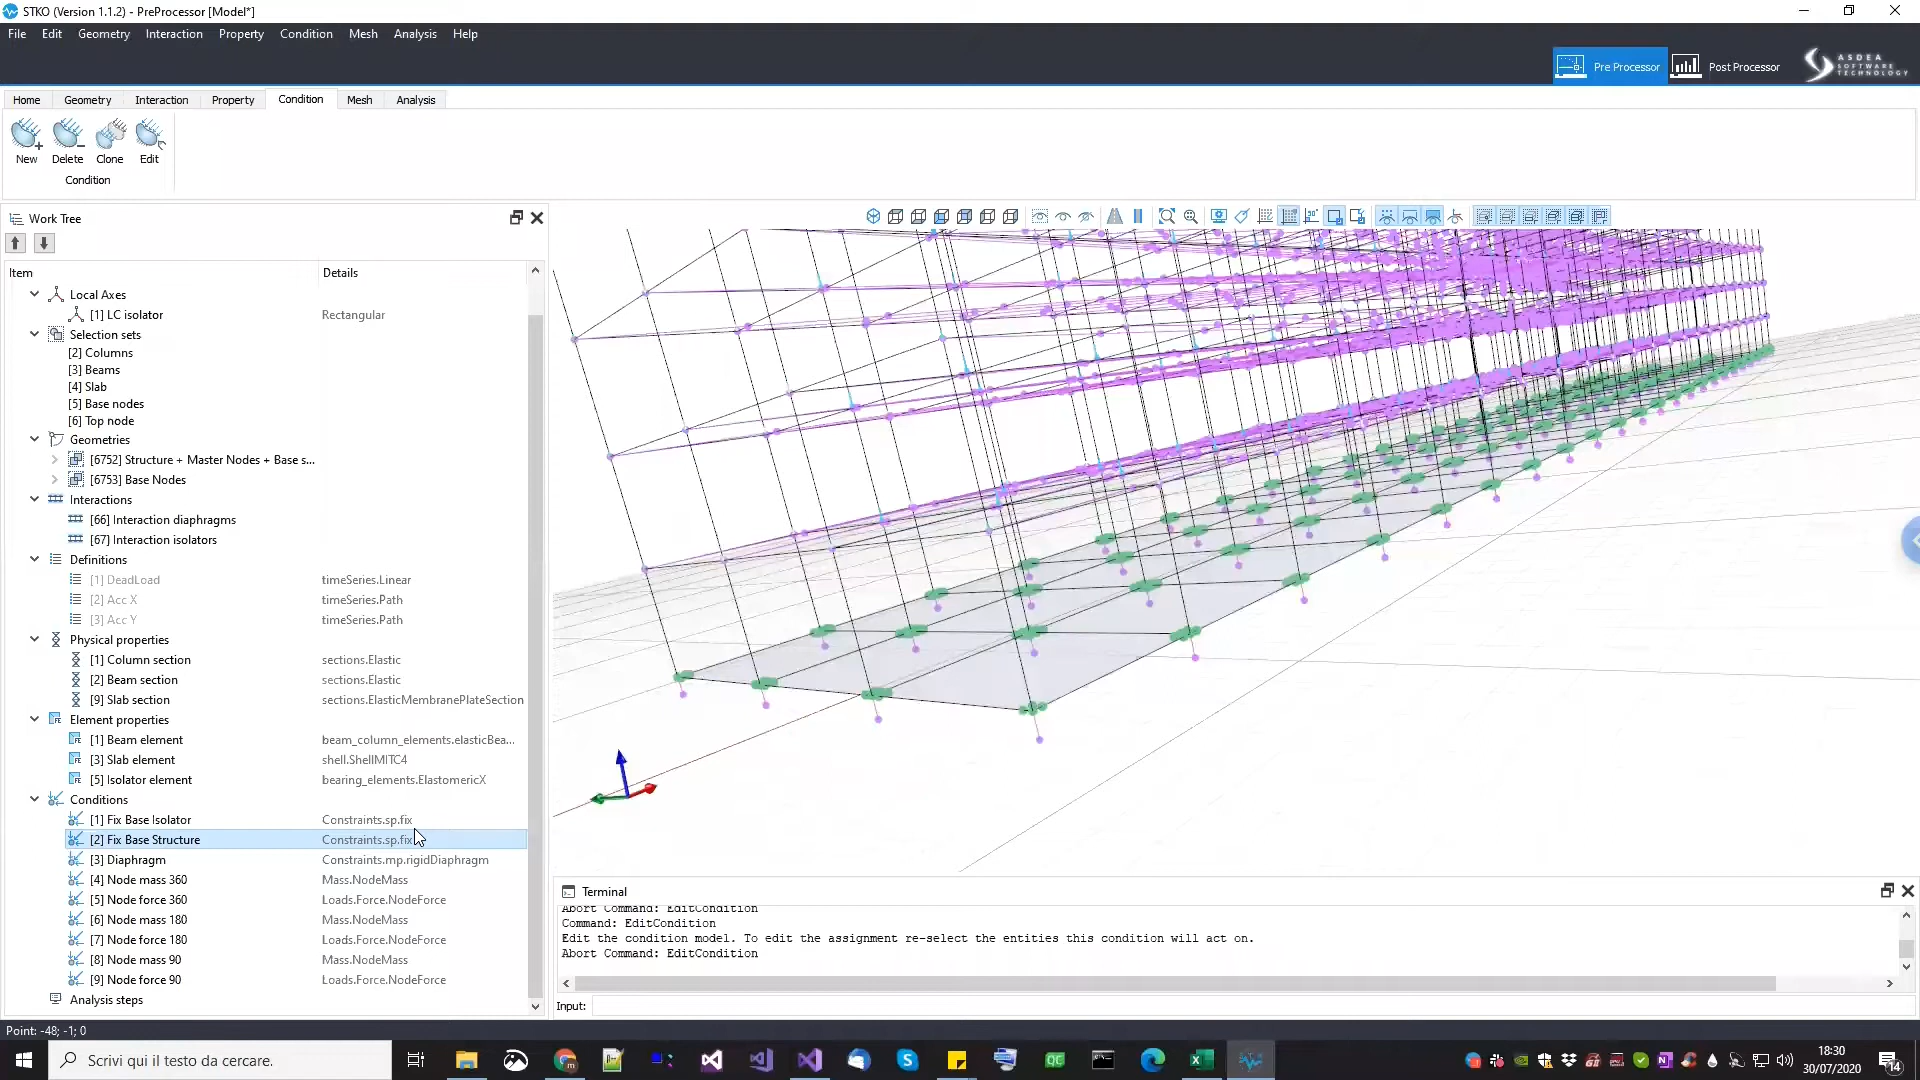 STKO (Version 1.1.2) - PreProcessor [Model*]
File Edit Geometry Interaction Property Condition Mesh Analysis Help
Pre Processor Post Processor
ASDEA
SOFTWARE
TECHNOLOGY
Home Geometry Interaction Property Condition Mesh Analysis
New Delete Clone Edit
Condition
Work Tree
Item Details
Local Axes
[1] LC isolator Rectangular
Selection sets
[2] Columns
[3] Beams
[4] Slab
[5] Base nodes
[6] Top node
Geometries
[6752] Structure + Master Nodes + Base s...
[6753] Base Nodes
Interactions
[66] Interaction diaphragms
[67] Interaction isolators
Definitions
[1] DeadLoad timeSeries.Linear
[2] Acc X timeSeries.Path
[3] Acc Y timeSeries.Path
Physical properties
[1] Column section sections.Elastic
[2] Beam section sections.Elastic
[9] Slab section sections.ElasticMembranePlateSection
Element properties
[1] Beam element beam_column_elements.elasticBea...
[3] Slab element shell.ShellMITC4
[5] Isolator element bearing_elements.ElastomericX
Conditions
[1] Fix Base Isolator Constraints.sp.fix
[2] Fix Base Structure Constraints.sp.fix
[3] Diaphragm Constraints.mp.rigidDiaphragm
[4] Node mass 360 Mass.NodeMass
[5] Node force 360 Loads.Force.NodeForce
[6] Node mass 180 Mass.NodeMass
[7] Node force 180 Loads.Force.NodeForce
[8] Node mass 90 Mass.NodeMass
[9] Node force 90 Loads.Force.NodeForce
Analysis steps
Terminal
Abort Command: EditCondition
Command: EditCondition
Edit the condition model. To edit the assignment re-select the entities this condition will act on.
Abort Command: EditCondition
Input:
Point: -48; -1; 0
Scrivi qui il testo da cercare.
18:30
30/07/2020
14